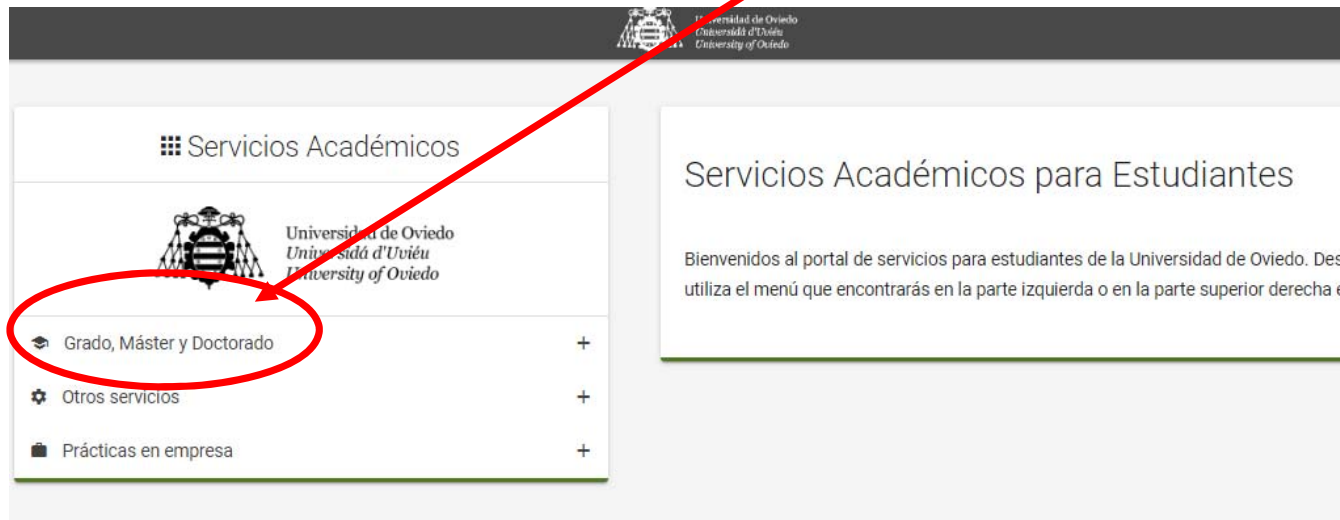 Universidad de Oviedo
Universidá d'Uviéu
University of Oviedo
Servicios Académicos
Universidad de Oviedo
Universidá d'Uviéu
University of Oviedo
Grado, Máster y Doctorado +
Otros servicios +
Prácticas en empresa +
Servicios Académicos para Estudiantes
Bienvenidos al portal de servicios para estudiantes de la Universidad de Oviedo. Des
utiliza el menú que encontrarás en la parte izquierda o en la parte superior derecha e